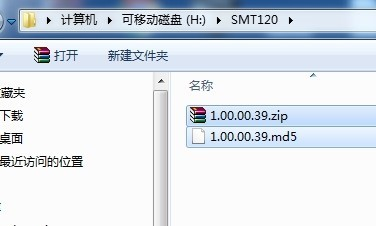 计算机 ▸ 可移动磁盘 (H:) ▸ SMT120 ▸
打开 新建文件夹
收藏夹
下载
桌面
最近访问的位置
名称
1.00.00.39.zip
1.00.00.39.md5